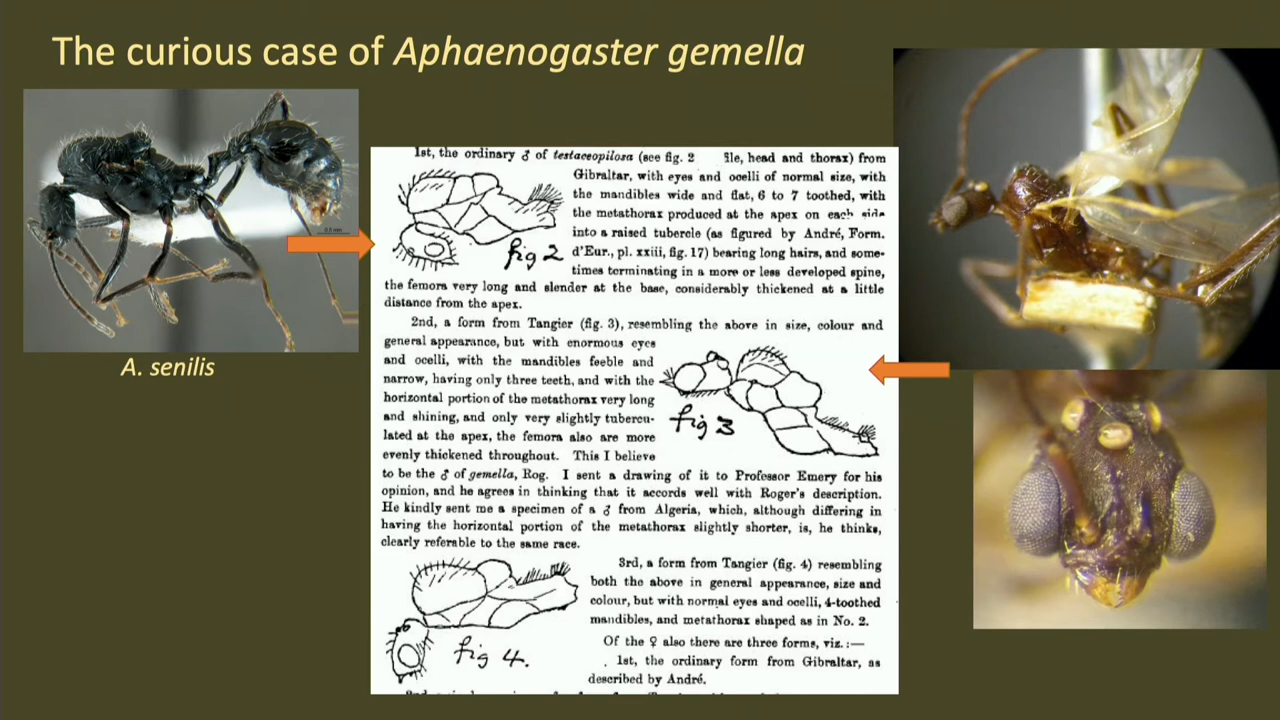 The curious case of Aphaenogaster gemella
A. senilis
1st, the ordinary ♂ of testaceopilosa (see fig. 2 file, head and thorax) from
Gibraltar, with eyes and ocelli of normal size, with
the mandibles wide and flat, 6 to 7 toothed, with
the metathorax produced at the apex on each side
into a raised tubercle (as figured by André, Form.
d'Eur., pl. xxiii, fig. 17) bearing long hairs, and some-
times terminating in a more or less developed spine,
the femora very long and slender at the base, considerably thickened at a little
distance from the apex.
fig 2
2nd, a form from Tangier (fig. 3), resembling the above in size, colour and
general appearance, but with enormous eyes
and ocelli, with the mandibles feeble and
narrow, having only three teeth, and with the
horizontal portion of the metathorax very long
and shining, and only very slightly tubercu-
lated at the apex, the femora also are more
evenly thickened throughout. This I believe
to be the ♂ of gemella, Rog. I sent a drawing of it to Professor Emery for his
opinion, and he agrees in thinking that it accords well with Roger's description.
He kindly sent me a specimen of a ♂ from Algeria, which, although differing in
having the horizontal portion of the metathorax slightly shorter, is, he thinks,
clearly referable to the same race.
fig 3
3rd, a form from Tangier (fig. 4) resembling
both the above in general appearance, size and
colour, but with normal eyes and ocelli, 4-toothed
mandibles, and metathorax shaped as in No. 2.
Of the ♀ also there are three forms, viz.:—
1st, the ordinary form from Gibraltar, as
described by André.
fig 4.